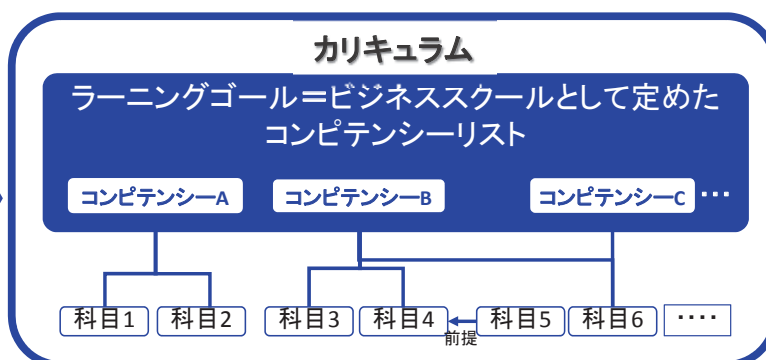 カリキュラム
ラーニングゴール＝ビジネススクールとして定めた
コンピテンシーリスト
コンピテンシーA
コンピテンシーB
コンピテンシーC
･･･
科目1
科目2
科目3
科目4
科目5
科目6
････
前提